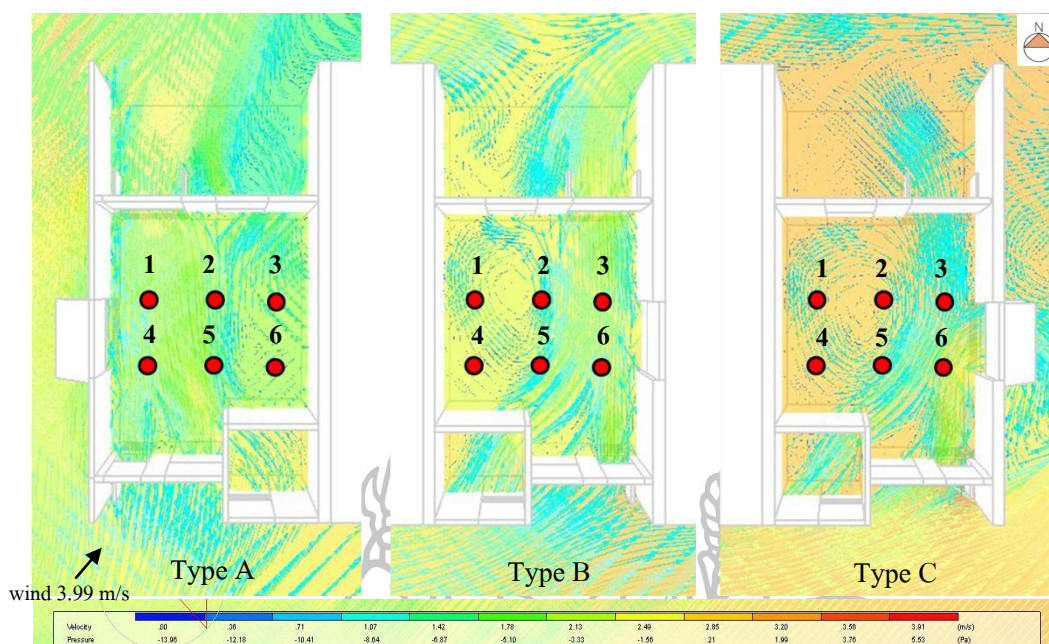 1 2 3
4 5 6
1 2 3
4 5 6
1 2 3
4 5 6
Type A
Type B
Type C
wind 3.99 m/s
Velocity .00 .36 .71 1.07 1.42 1.78 2.13 2.49 2.85 3.20 3.56 3.91 (m/s)
Pressure -13.96 -12.18 -10.41 -8.64 -6.87 -5.10 -3.33 -1.56 .21 1.99 3.76 5.53 (Pa)